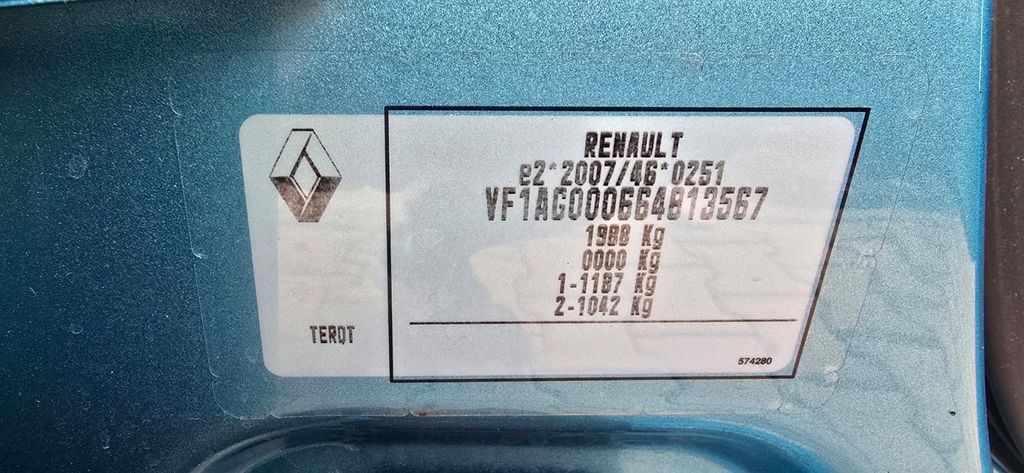 RENAULT
e2*2007/46*0251
VF1AG000664813567
1988 Kg
0000 Kg
1-1187 Kg
2-1042 Kg
TERQT
574280